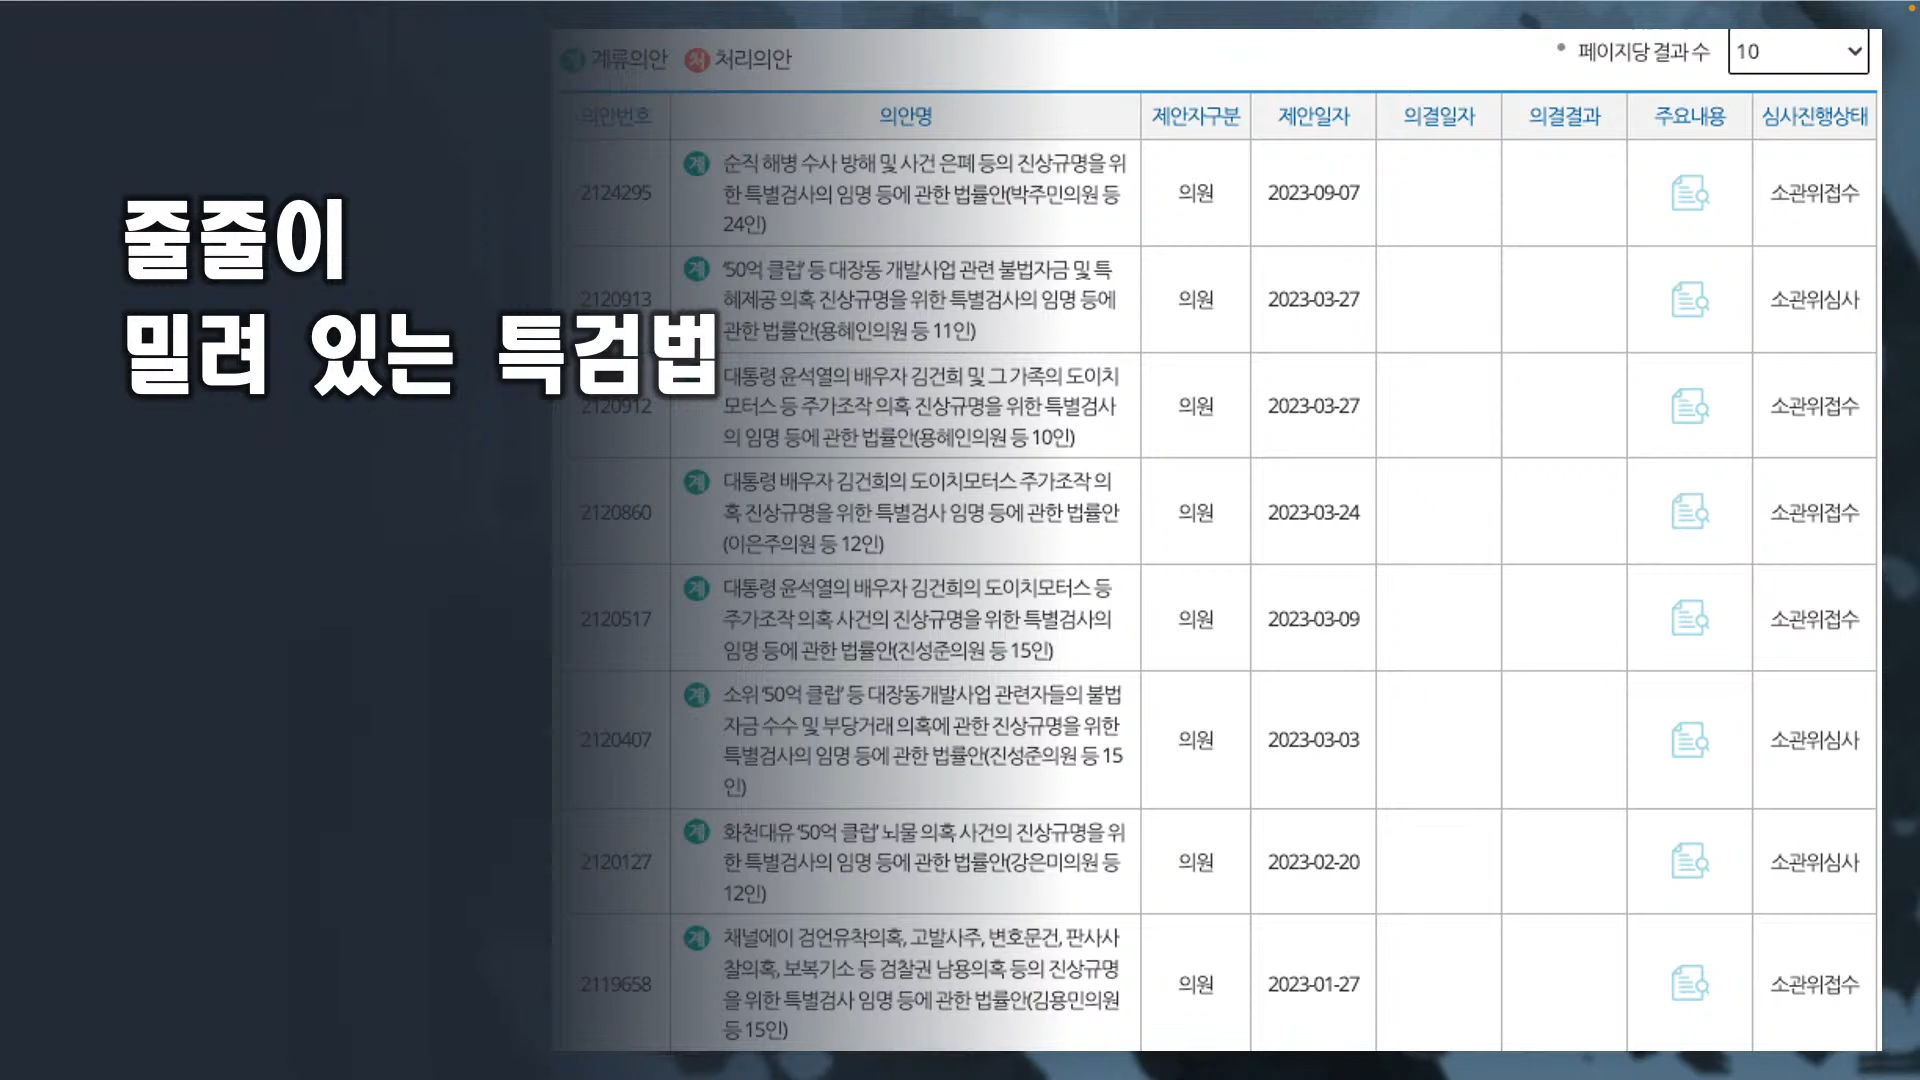 줄줄이
밀려 있는 특검법
계 계류의안 처 처리의안
페이지당 결과 수 10
의안번호 의안명 제안자구분 제안일자 의결일자 의결결과 주요내용 심사진행상태
계 순직 해병 수사 방해 및 사건 은폐 등의 진상규명을 위
2124295 한 특별검사의 임명 등에 관한 법률안(박주민의원 등 의원 2023-09-07 소관위접수
24인)
계 '50억 클럽' 등 대장동 개발사업 관련 불법자금 및 특
2120913 혜제공 의혹 진상규명을 위한 특별검사의 임명 등에 의원 2023-03-27 소관위심사
관한 법률안(용혜인의원 등 11인)
대통령 윤석열의 배우자 김건희 및 그 가족의 도이치
2120912 모터스 등 주가조작 의혹 진상규명을 위한 특별검사 의원 2023-03-27 소관위접수
의 임명 등에 관한 법률안(용혜인의원 등 10인)
계 대통령 배우자 김건희의 도이치모터스 주가조작 의
2120860 혹 진상규명을 위한 특별검사 임명 등에 관한 법률안 의원 2023-03-24 소관위접수
(이은주의원 등 12인)
계 대통령 윤석열의 배우자 김건희의 도이치모터스 등
2120517 주가조작 의혹 사건의 진상규명을 위한 특별검사의 의원 2023-03-09 소관위접수
임명 등에 관한 법률안(진성준의원 등 15인)
계 소위 '50억 클럽' 등 대장동개발사업 관련자들의 불법
자금 수수 및 부당거래 의혹에 관한 진상규명을 위한
2120407 특별검사의 임명 등에 관한 법률안(진성준의원 등 15 의원 2023-03-03 소관위심사
인)
계 화천대유 '50억 클럽' 뇌물 의혹 사건의 진상규명을 위
2120127 한 특별검사의 임명 등에 관한 법률안(강은미의원 등 의원 2023-02-20 소관위심사
12인)
계 채널에이 검언유착의혹, 고발사주, 변호문건, 판사사
찰의혹, 보복기소 등 검찰권 남용의혹 등의 진상규명
2119658 을 위한 특별검사 임명 등에 관한 법률안(김용민의원 의원 2023-01-27 소관위접수
등 15인)